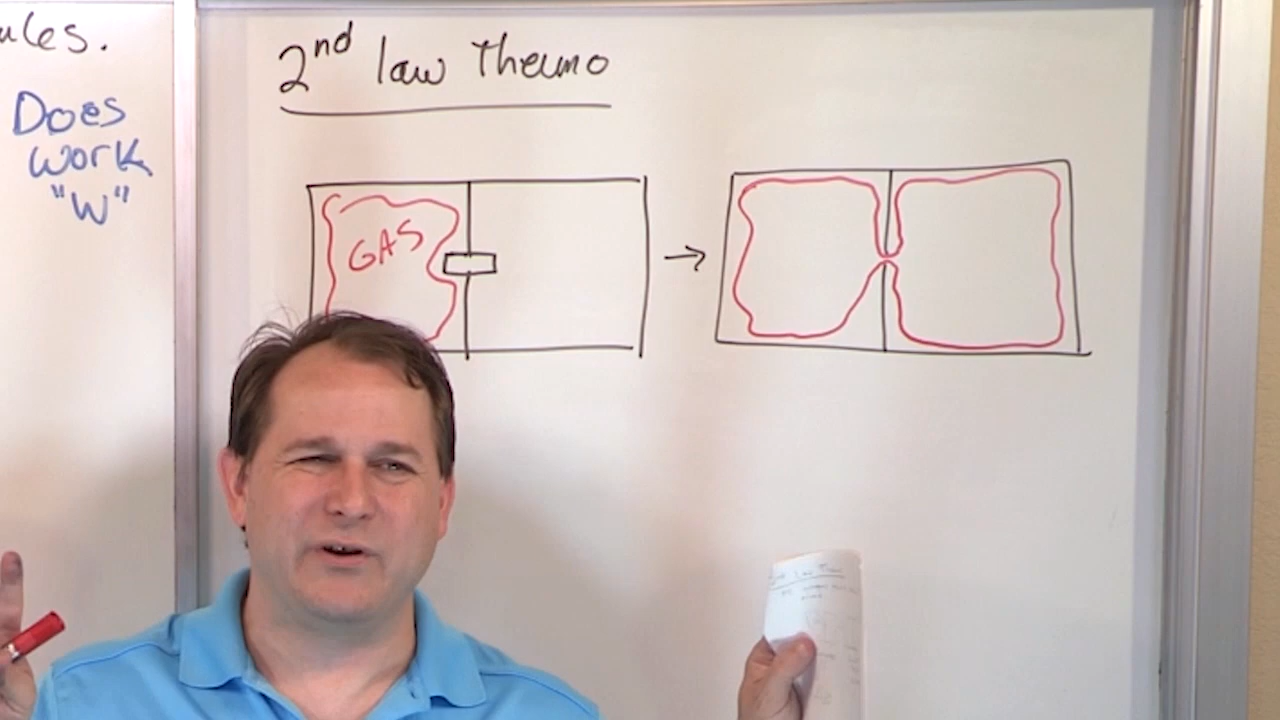 ules.
Does
work
"W"
2nd law Thermo
GAS